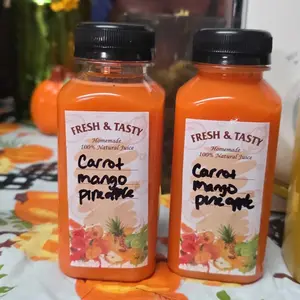 FRESH & TASTY
Homemade
100% Natural Juice
Carrot
mango
pineapple
FRESH & TASTY
Homemade
100% Natural Juice
Carrot
mango
pineapple